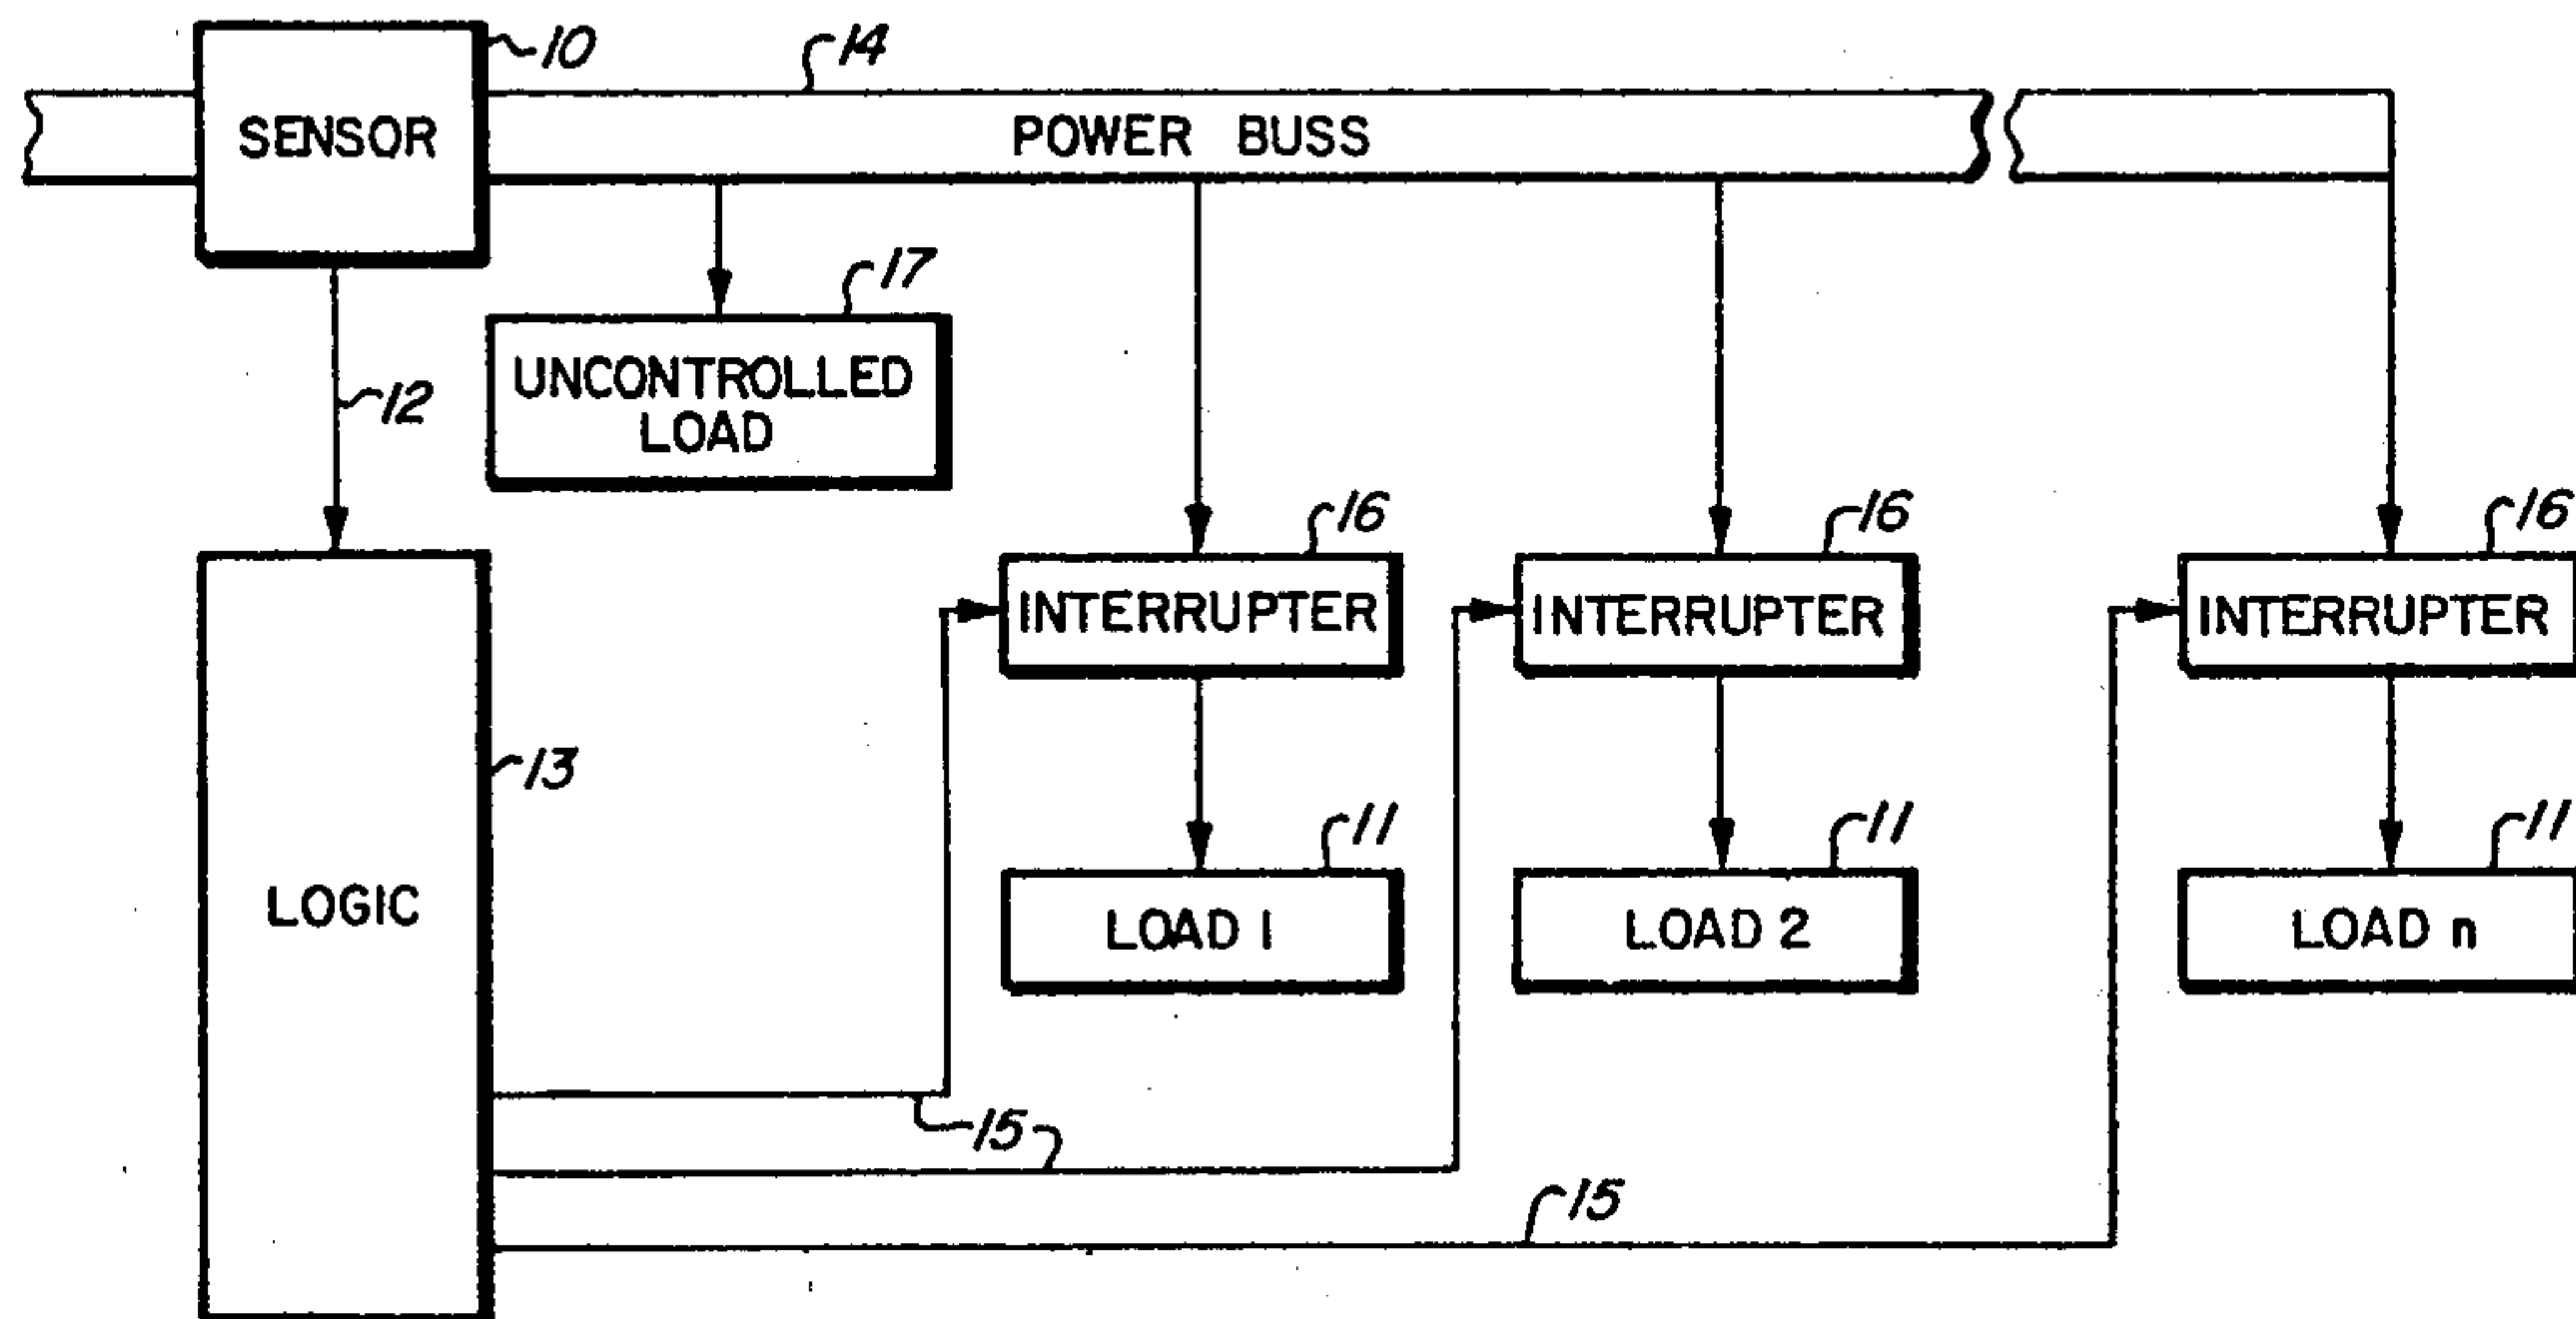 10
14
SENSOR
POWER BUSS
17
UNCONTROLLED
LOAD
12
16
16
16
INTERRUPTER
INTERRUPTER
INTERRUPTER
13
11
11
11
LOGIC
LOAD 1
LOAD 2
LOAD n
15
15